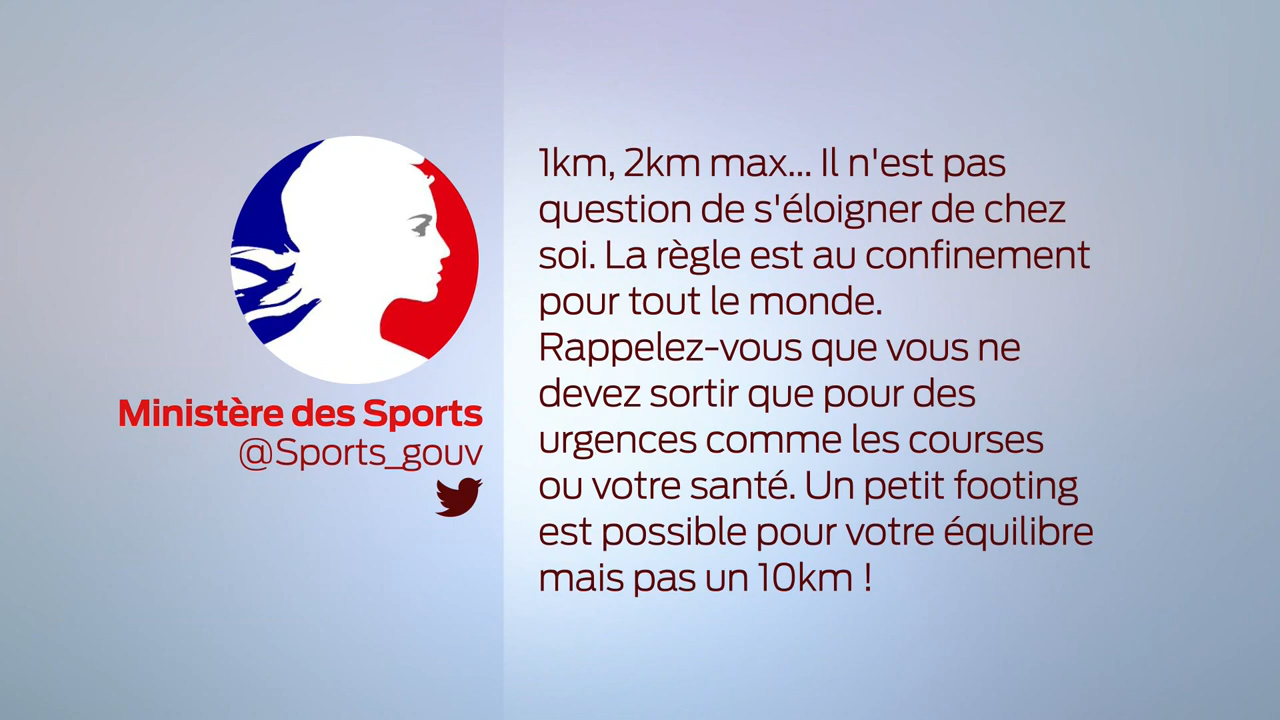 Ministère des Sports
@Sports_gouv
1km, 2km max... Il n'est pas
question de s'éloigner de chez
soi. La règle est au confinement
pour tout le monde.
Rappelez-vous que vous ne
devez sortir que pour des
urgences comme les courses
ou votre santé. Un petit footing
est possible pour votre équilibre
mais pas un 10km !